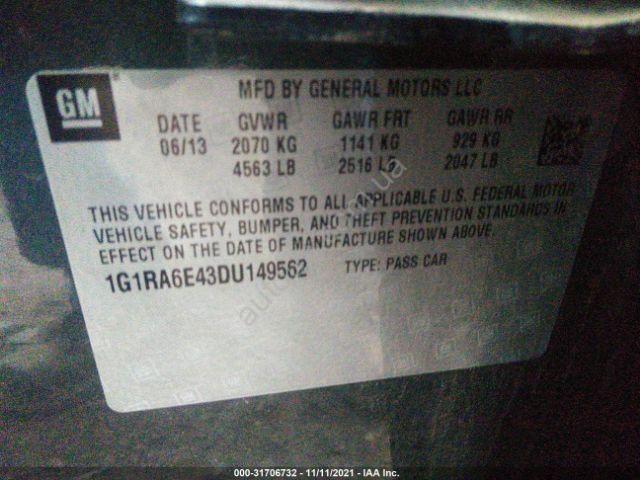 GM
MFD BY GENERAL MOTORS LLC
DATE GVWR GAWR FRT GAWR RR
06/13 2070 KG 1141 KG 929 KG
4563 LB 2516 LB 2047 LB
THIS VEHICLE CONFORMS TO ALL APPLICABLE U.S. FEDERAL MOTOR
VEHICLE SAFETY, BUMPER, AND THEFT PREVENTION STANDARDS IN
EFFECT ON THE DATE OF MANUFACTURE SHOWN ABOVE.
1G1RA6E43DU149562 TYPE: PASS CAR
000-31706732 - 11/11/2021 - IAA Inc.